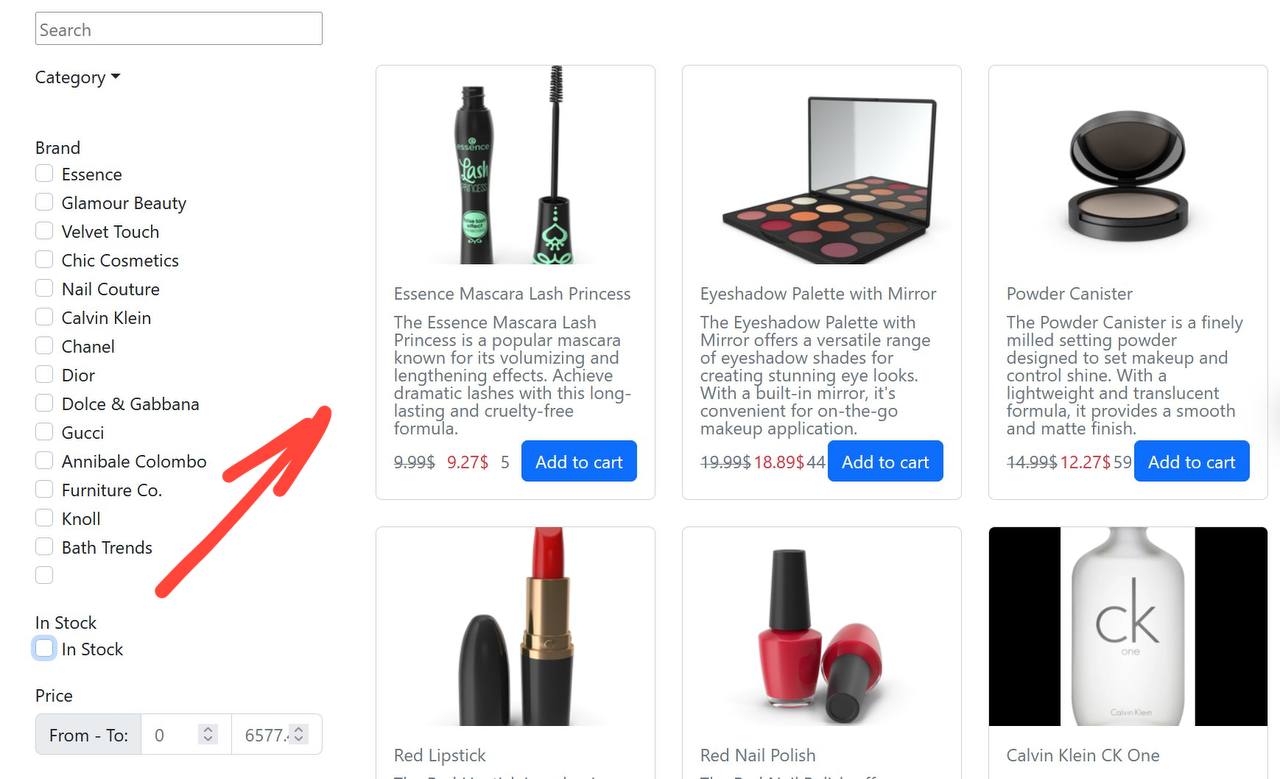 Search
Category
Brand
Essence
Glamour Beauty
Velvet Touch
Chic Cosmetics
Nail Couture
Calvin Klein
Chanel
Dior
Dolce & Gabbana
Gucci
Annibale Colombo
Furniture Co.
Knoll
Bath Trends
In Stock
In Stock
Price
From - To:
0
6577.
essence
Lash
PRINCESS
Essence Mascara Lash Princess
The Essence Mascara Lash
Princess is a popular mascara
known for its volumizing and
lengthening effects. Achieve
dramatic lashes with this long-
lasting and cruelty-free
formula.
9.99$ 9.27$ 5 Add to cart
Eyeshadow Palette with Mirror
The Eyeshadow Palette with
Mirror offers a versatile range
of eyeshadow shades for
creating stunning eye looks.
With a built-in mirror, it's
convenient for on-the-go
makeup application.
19.99$ 18.89$ 44 Add to cart
Powder Canister
The Powder Canister is a finely
milled setting powder
designed to set makeup and
control shine. With a
lightweight and translucent
formula, it provides a smooth
and matte finish.
14.99$ 12.27$ 59 Add to cart
Red Lipstick
Red Nail Polish
ck
one
Calvin Klein
Calvin Klein CK One